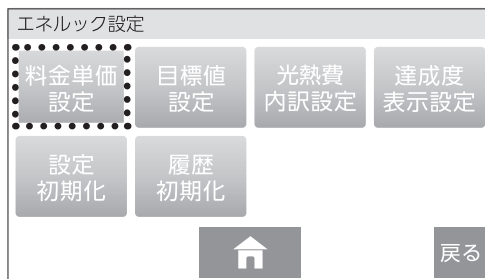 エネルック設定
料金単価
設定
目標値
設定
光熱費
内訳設定
達成度
表示設定
設定
初期化
履歴
初期化
戻る